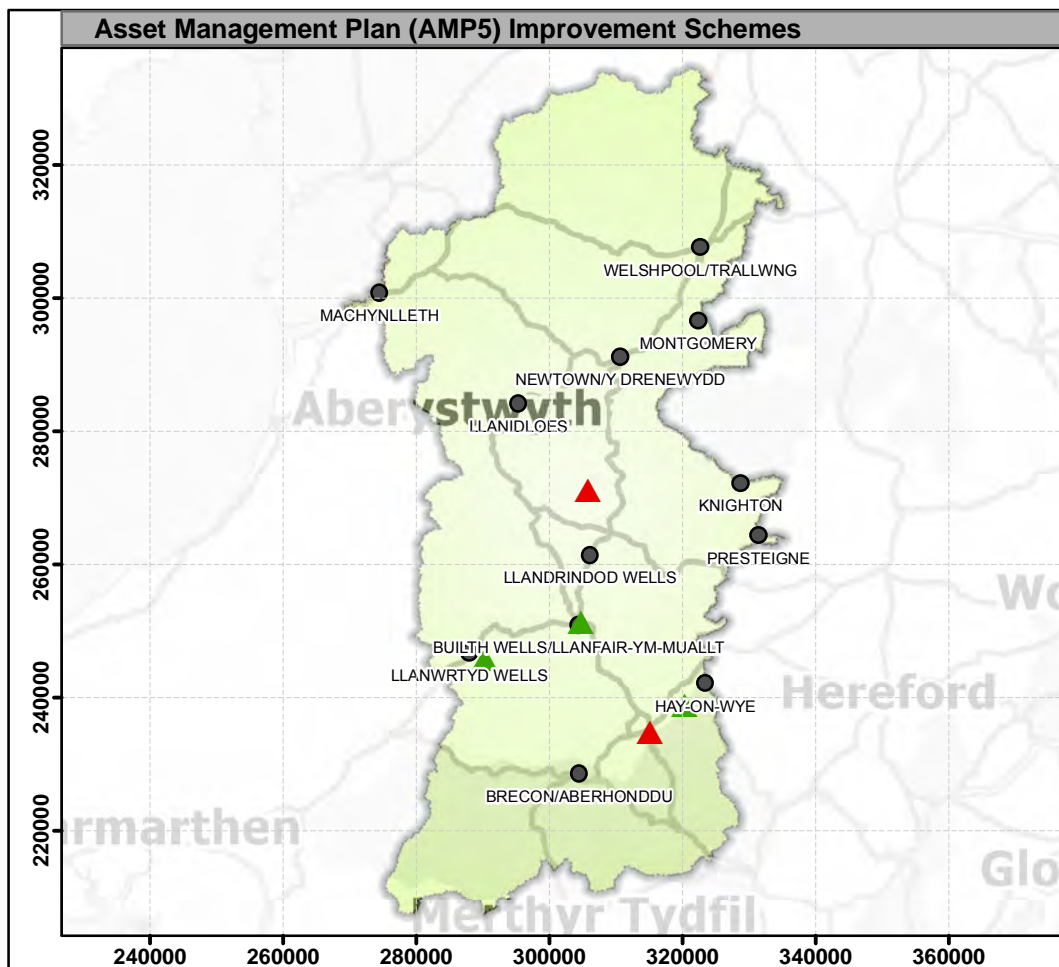 Asset Management Plan (AMP5) Improvement Schemes
320000
WELSHPOOL/TRALLWNG
300000
MACHYNLLETH
MONTGOMERY
NEWTOWN/Y DRENEWYDD
Aberystwyth
LLANIDLOES
280000
KNIGHTON
PRESTEIGNE
260000
LLANDRINDOD WELLS
Wo
BUILTH WELLS/LLANFAIR-YM-MUALLT
LLANWRTYD WELLS
240000
Hereford
HAY-ON-WYE
BRECON/ABERHONDDU
220000
armarthen
Glo
Merthyr Tydfil
240000 260000 280000 300000 320000 340000 360000